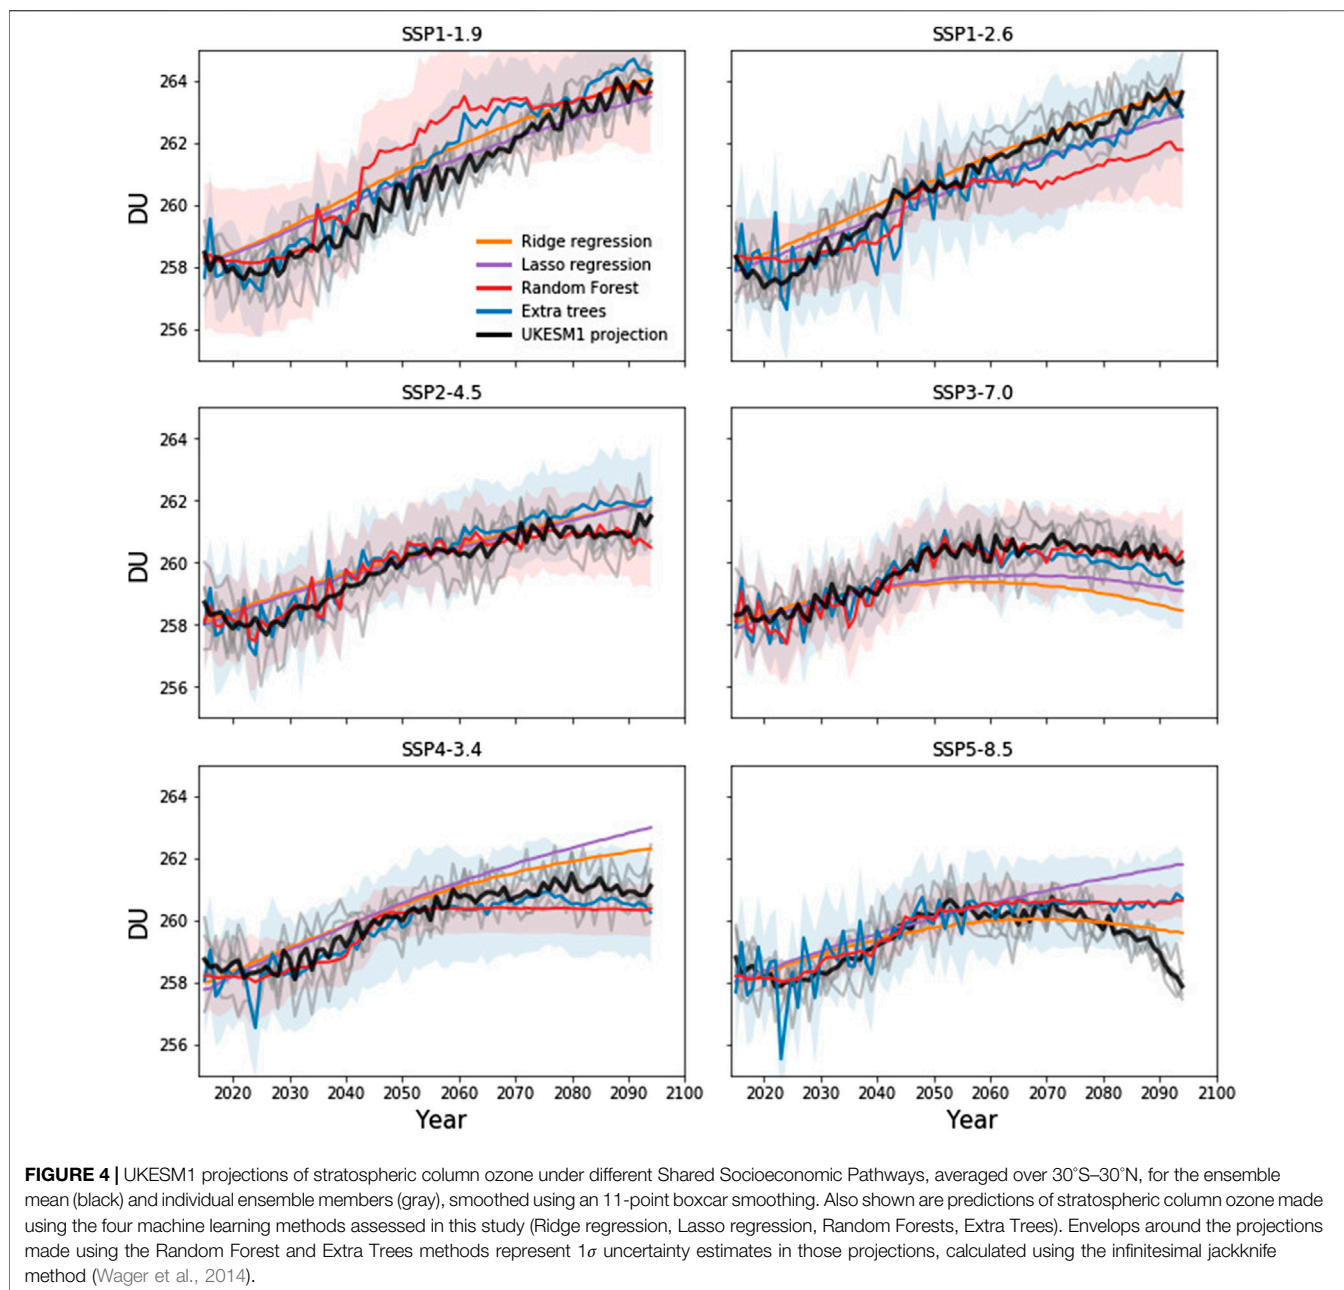 SSP1-1.9
SSP1-2.6
264
262
260
258
256
DU
Ridge regression
Lasso regression
Random Forest
Extra trees
UKESM1 projection
SSP2-4.5
SSP3-7.0
264
262
260
258
256
DU
SSP4-3.4
SSP5-8.5
264
262
260
258
256
DU
2020 2030 2040 2050 2060 2070 2080 2090 2100
2020 2030 2040 2050 2060 2070 2080 2090 2100
Year
Year
FIGURE 4 | UKESM1 projections of stratospheric column ozone under different Shared Socioeconomic Pathways, averaged over 30°S–30°N, for the ensemble
mean (black) and individual ensemble members (gray), smoothed using an 11-point boxcar smoothing. Also shown are predictions of stratospheric column ozone made
using the four machine learning methods assessed in this study (Ridge regression, Lasso regression, Random Forests, Extra Trees). Envelops around the projections
made using the Random Forest and Extra Trees methods represent 1σ uncertainty estimates in those projections, calculated using the infinitesimal jackknife
method (Wager et al., 2014).